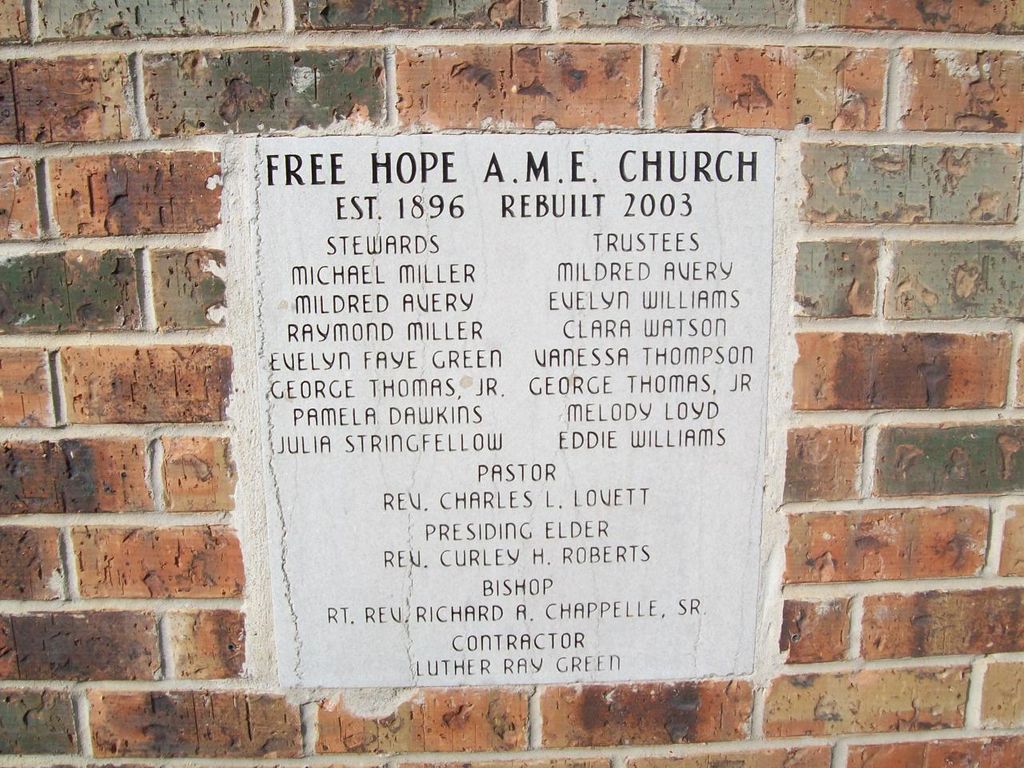 FREE HOPE A.M.E. CHURCH
EST. 1896 REBUILT 2003
STEWARDS
MICHAEL MILLER
MILDRED AVERY
RAYMOND MILLER
EVELYN FAYE GREEN
GEORGE THOMAS, JR.
PAMELA DAWKINS
JULIA STRINGFELLOW
TRUSTEES
MILDRED AVERY
EVELYN WILLIAMS
CLARA WATSON
VANESSA THOMPSON
GEORGE THOMAS, JR
MELODY LOYD
EDDIE WILLIAMS
PASTOR
REV. CHARLES L. LOVETT
PRESIDING ELDER
REV. CURLEY H. ROBERTS
BISHOP
RT. REV. RICHARD A. CHAPPELLE, SR.
CONTRACTOR
LUTHER RAY GREEN